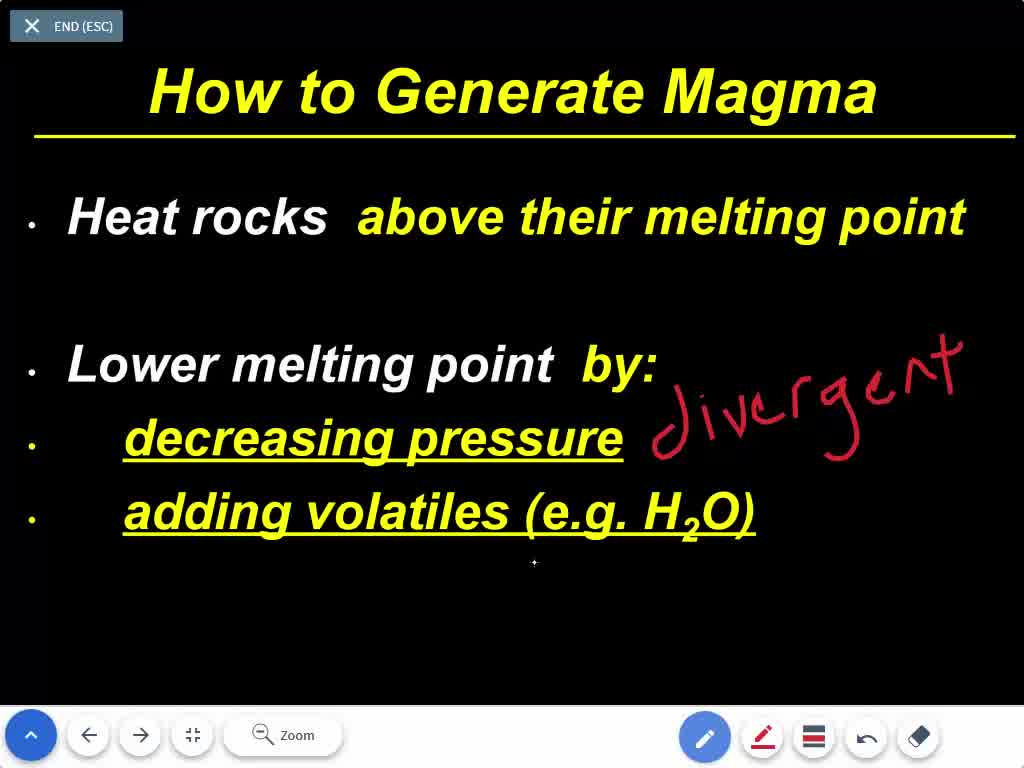 END (ESC)
How to Generate Magma
• Heat rocks above their melting point
• Lower melting point by:
divergent
• decreasing pressure
• adding volatiles (e.g. H₂O)
Zoom